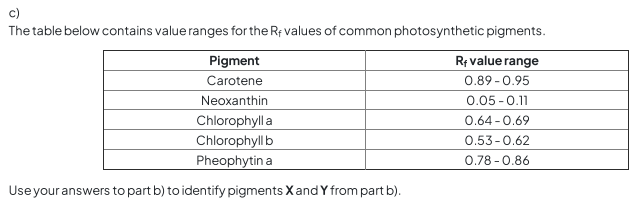 c)
The table below contains value ranges for the Rf values of common photosynthetic pigments.
Pigment Rf value range
Carotene 0.89 - 0.95
Neoxanthin 0.05 - 0.11
Chlorophyll a 0.64 - 0.69
Chlorophyll b 0.53 - 0.62
Pheophytin a 0.78 - 0.86
Use your answers to part b) to identify pigments X and Y from part b).